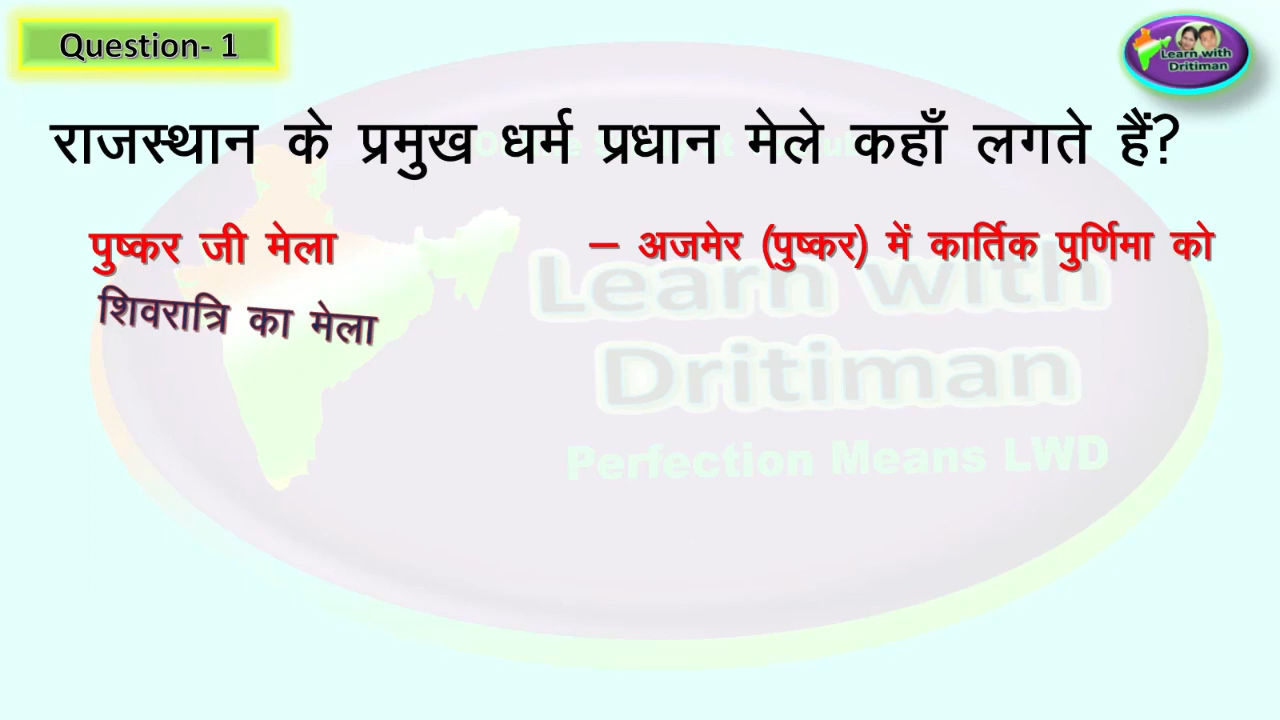 Question- 1
Learn with
Dritiman
राजस्थान के प्रमुख धर्म प्रधान मेले कहाँ लगते हैं?
पुष्कर जी मेला – अजमेर (पुष्कर) में कार्तिक पुर्णिमा को
शिवरात्रि का मेला
Learn with
Dritiman
Perfection Means LWD